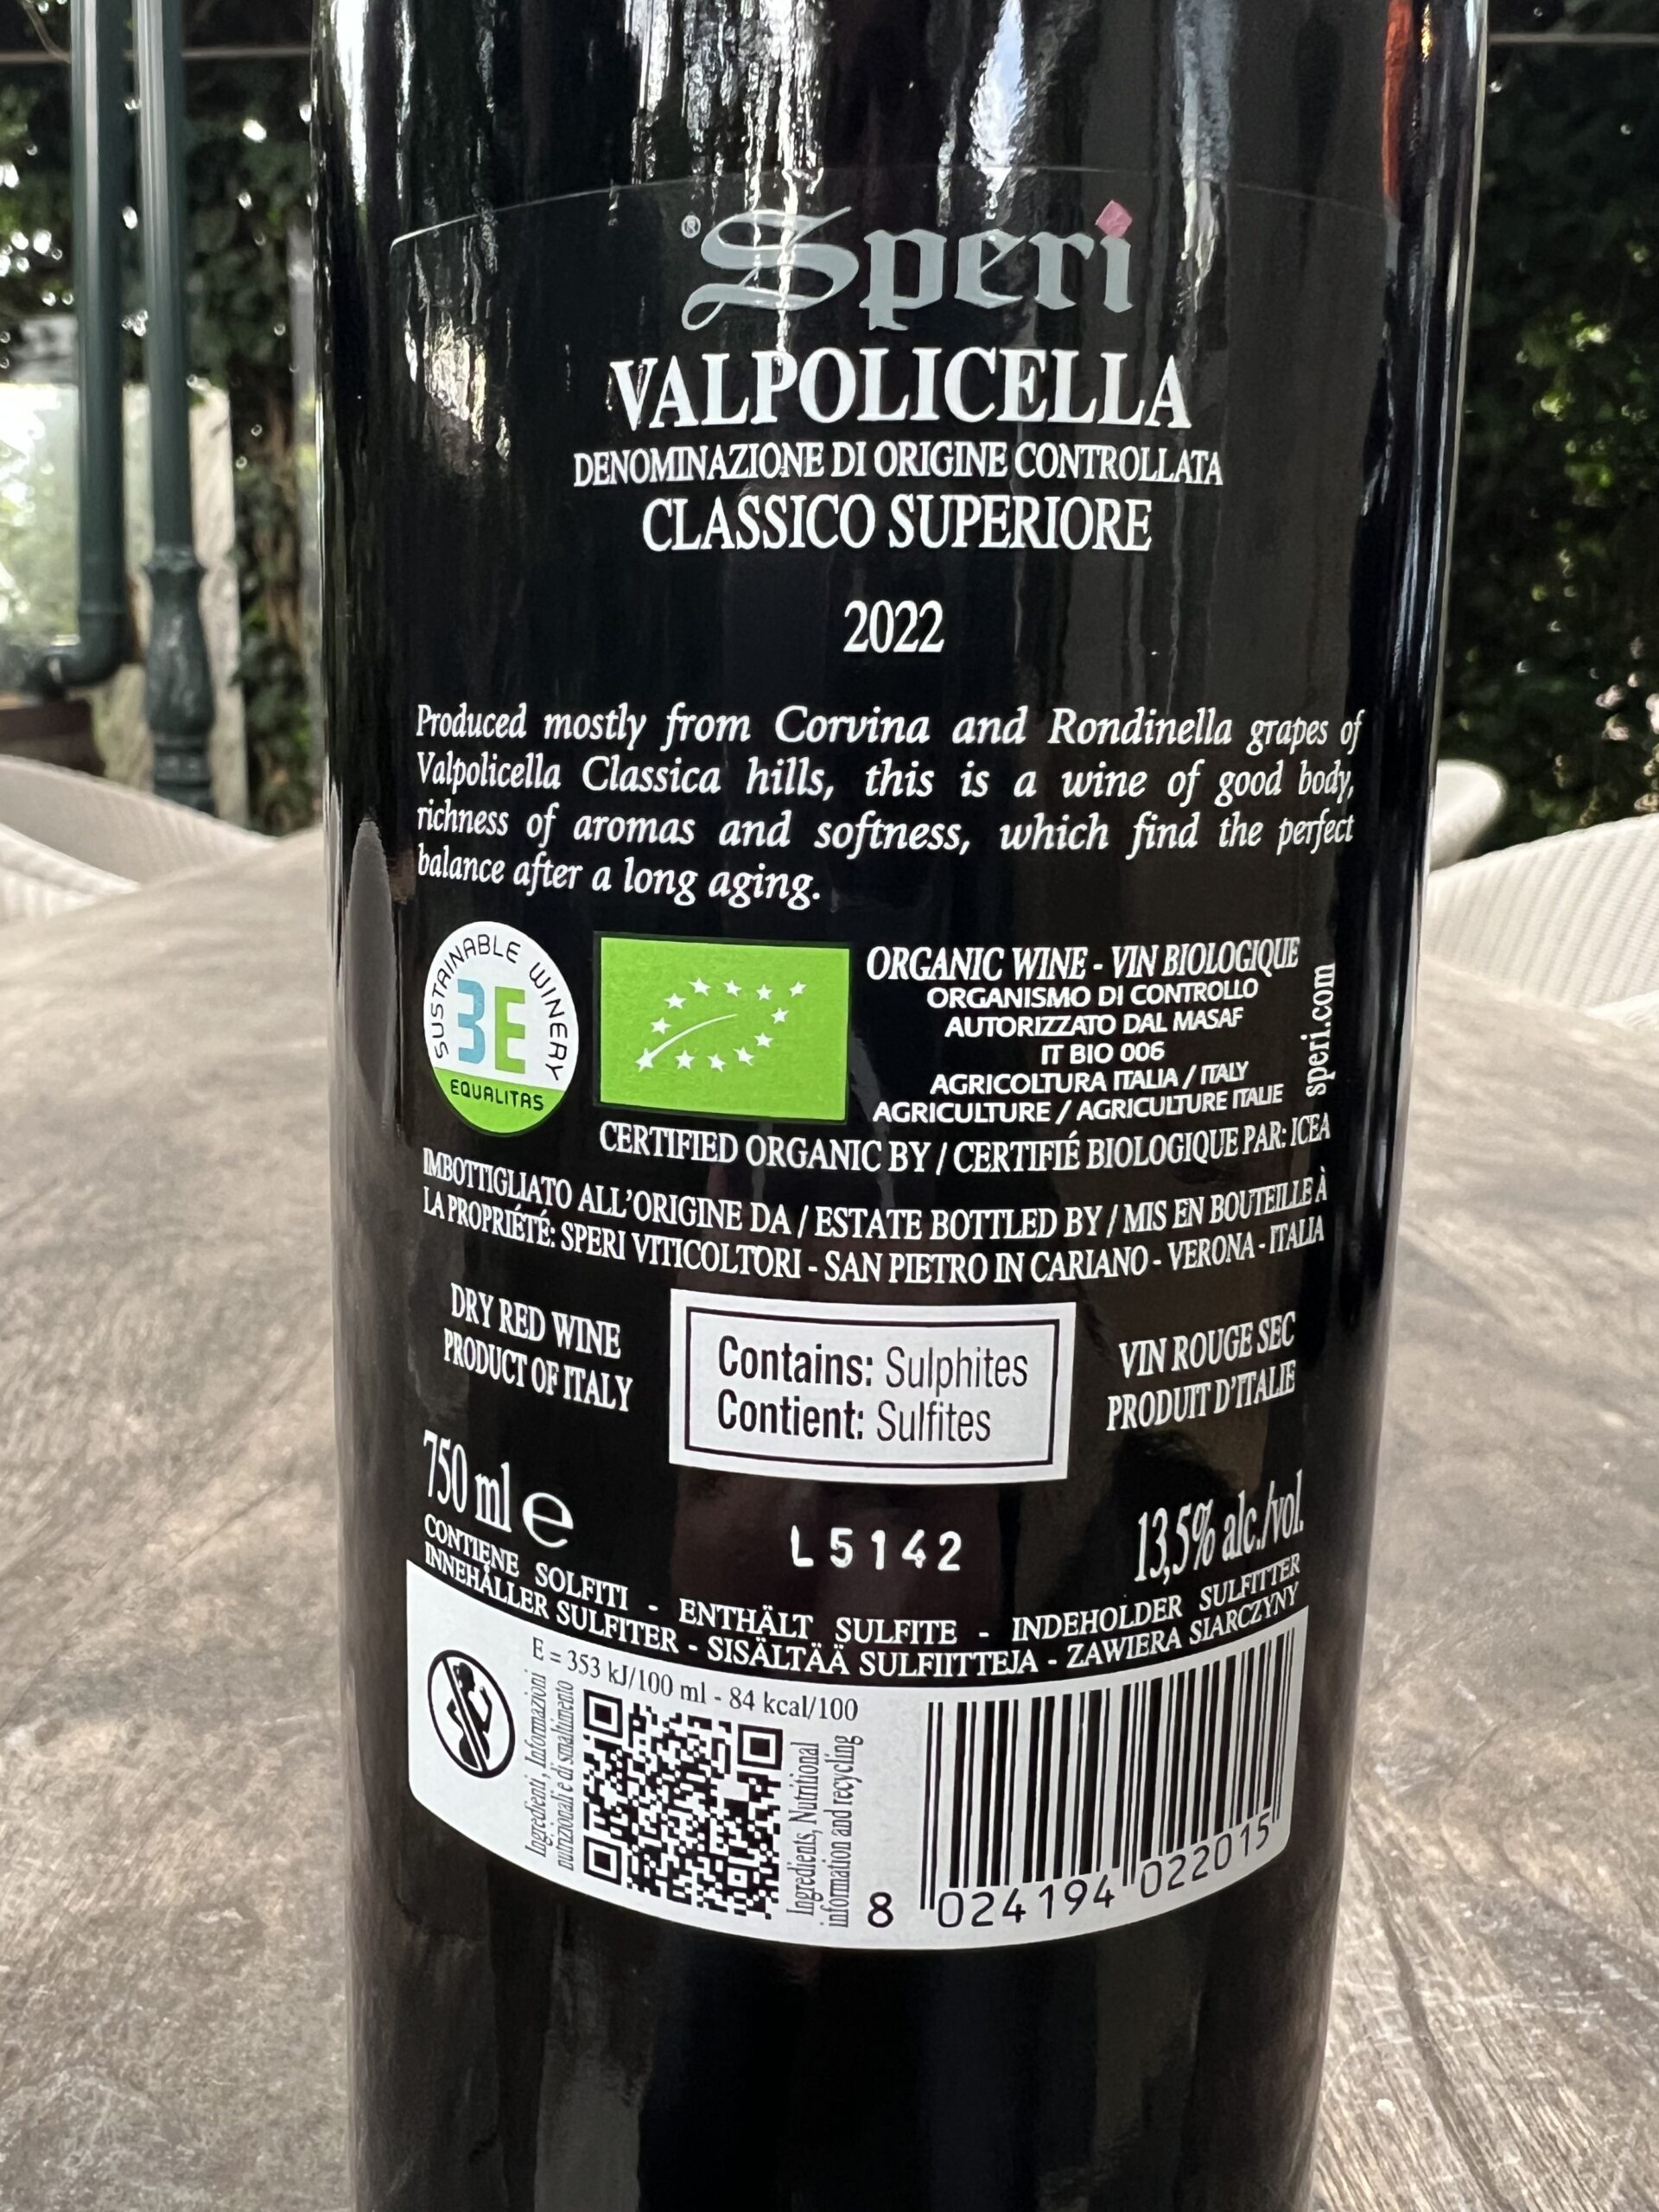 ® Speri
VALPOLICELLA
DENOMINAZIONE DI ORIGINE CONTROLLATA
CLASSICO SUPERIORE
2022
Produced mostly from Corvina and Rondinella grapes of
Valpolicella Classica hills, this is a wine of good body,
richness of aromas and softness, which find the perfect
balance after a long aging.
SUSTAINABLE WINERY
3E
EQUALITAS
ORGANIC WINE - VIN BIOLOGIQUE
ORGANISMO DI CONTROLLO
AUTORIZZATO DAL MASAF
IT BIO 006
AGRICOLTURA ITALIA / ITALY
AGRICULTURE / AGRICULTURE ITALIE
speri.com
CERTIFIED ORGANIC BY / CERTIFIÉ BIOLOGIQUE PAR: ICEA
IMBOTTIGLIATO ALL'ORIGINE DA / ESTATE BOTTLED BY / MIS EN BOUTEILLE À
LA PROPRIÉTÉ: SPERI VITICOLTORI - SAN PIETRO IN CARIANO - VERONA - ITALIA
DRY RED WINE
PRODUCT OF ITALY
Contains: Sulphites
Contient: Sulfites
VIN ROUGE SEC
PRODUIT D'ITALIE
750 ml e
L5142
13,5% alc./vol.
CONTIENE SOLFITI - ENTHÄLT SULFITE - INDEHOLDER SULFITTER
INNEHÅLLER SULFITER - SISÄLTÄÄ SULFIITTEJA - ZAWIERA SIARCZYNY
E = 353 kJ/100 ml - 84 kcal/100
Ingredienti, Informazioni
nutrizionali e di smaltimento
Ingredients, Nutritional
information and recycling
8 024194 022015